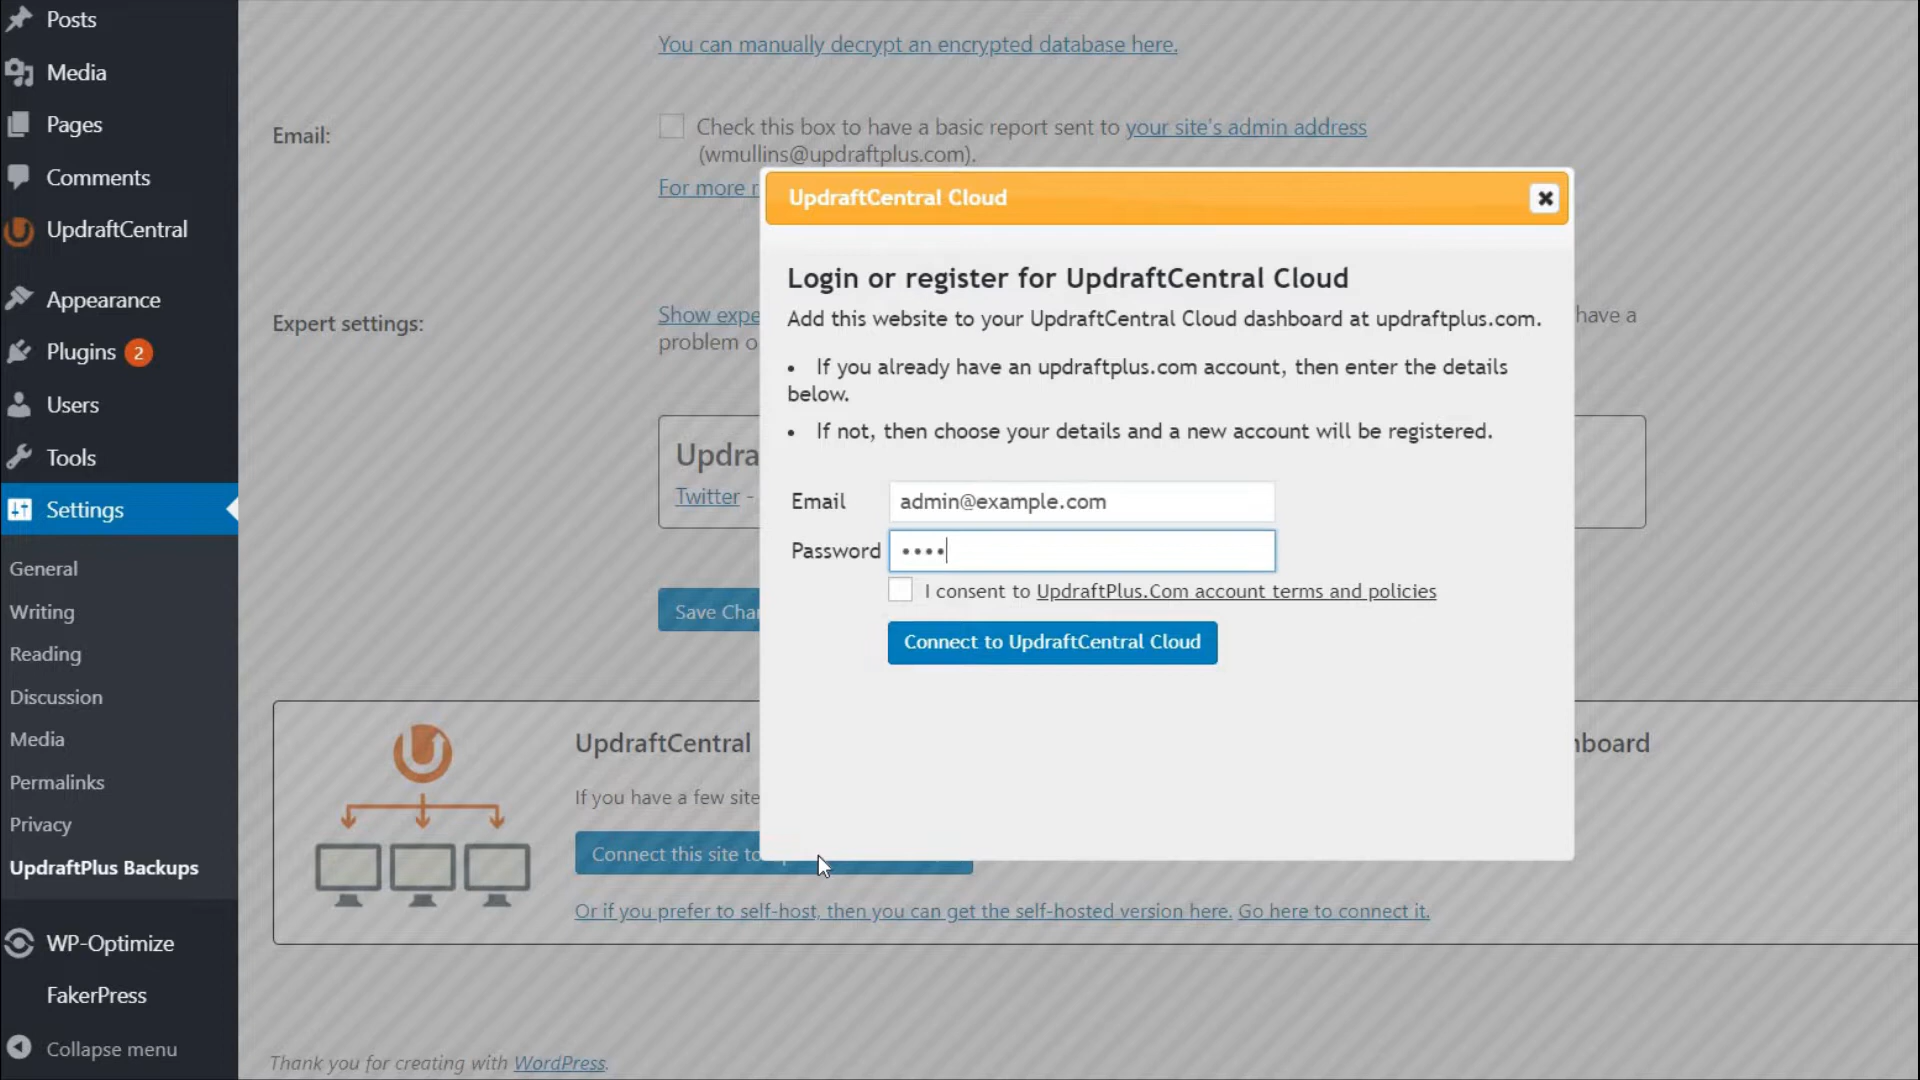 Posts
Media
Pages
Comments
UpdraftCentral
Appearance
Plugins 2
Users
Tools
Settings
General
Writing
Reading
Discussion
Media
Permalinks
Privacy
UpdraftPlus Backups
WP-Optimize
FakerPress
Collapse menu
You can manually decrypt an encrypted database here.
Email:
Check this box to have a basic report sent to your site's admin address
(wmullins@updraftplus.com).
For more r
Expert settings:
Show expe
have a
problem o
Updra
Twitter -
Save Cha
UpdraftCentral Cloud
Login or register for UpdraftCentral Cloud
Add this website to your UpdraftCentral Cloud dashboard at updraftplus.com.
• If you already have an updraftplus.com account, then enter the details
below.
• If not, then choose your details and a new account will be registered.
Email admin@example.com
Password ••••
I consent to UpdraftPlus.Com account terms and policies
Connect to UpdraftCentral Cloud
UpdraftCentral
board
If you have a few site
Connect this site to
Or if you prefer to self-host, then you can get the self-hosted version here. Go here to connect it.
Thank you for creating with WordPress.